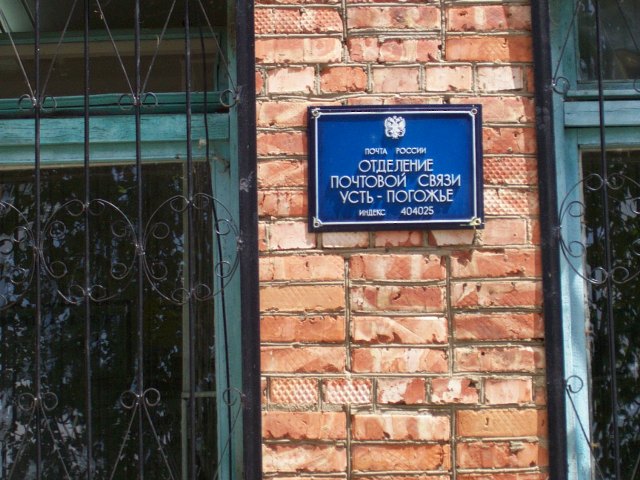 ПОЧТА РОССИИ
ОТДЕЛЕНИЕ
ПОЧТОВОЙ СВЯЗИ
УСТЬ - ПОГОЖЬЕ
ИНДЕКС 404025